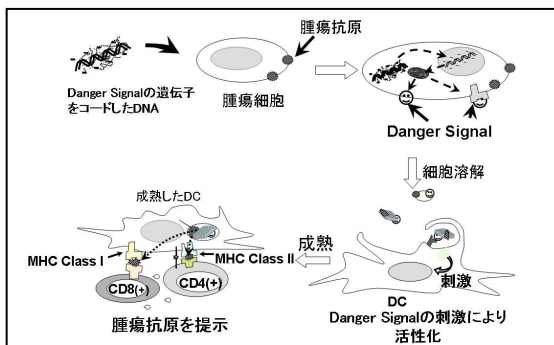 腫瘍抗原
Danger Signalの遺伝子
をコードしたDNA
腫瘍細胞
Danger Signal
細胞溶解
成熟したDC
成熟
MHC Class I
MHC Class II
CD8(+)
CD4(+)
刺激
腫瘍抗原を提示
DC
Danger Signalの刺激により
活性化